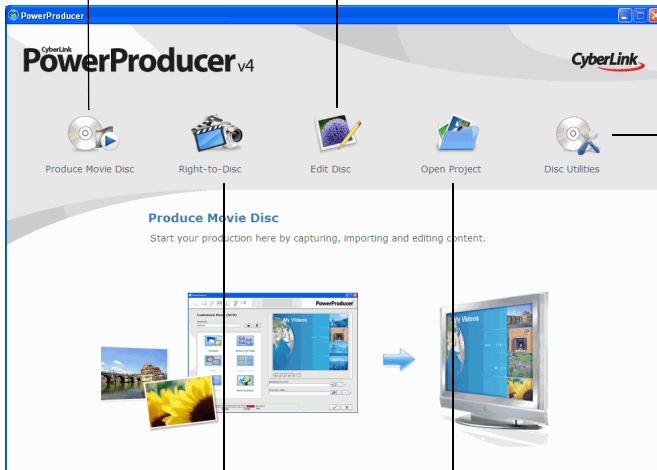 PowerProducer
CyberLink
PowerProducer v4
CyberLink
Produce Movie Disc
Right-to-Disc
Edit Disc
Open Project
Disc Utilities
Produce Movie Disc
Start your production here by capturing, importing and editing content.
PowerProducer
My Videos
My Videos